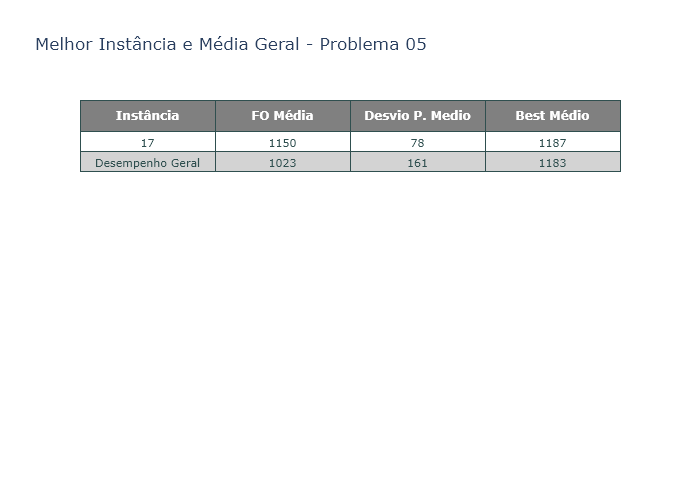 Melhor Instância e Média Geral - Problema 05
Instância FO Média Desvio P. Medio Best Médio
17 1150 78 1187
Desempenho Geral 1023 161 1183